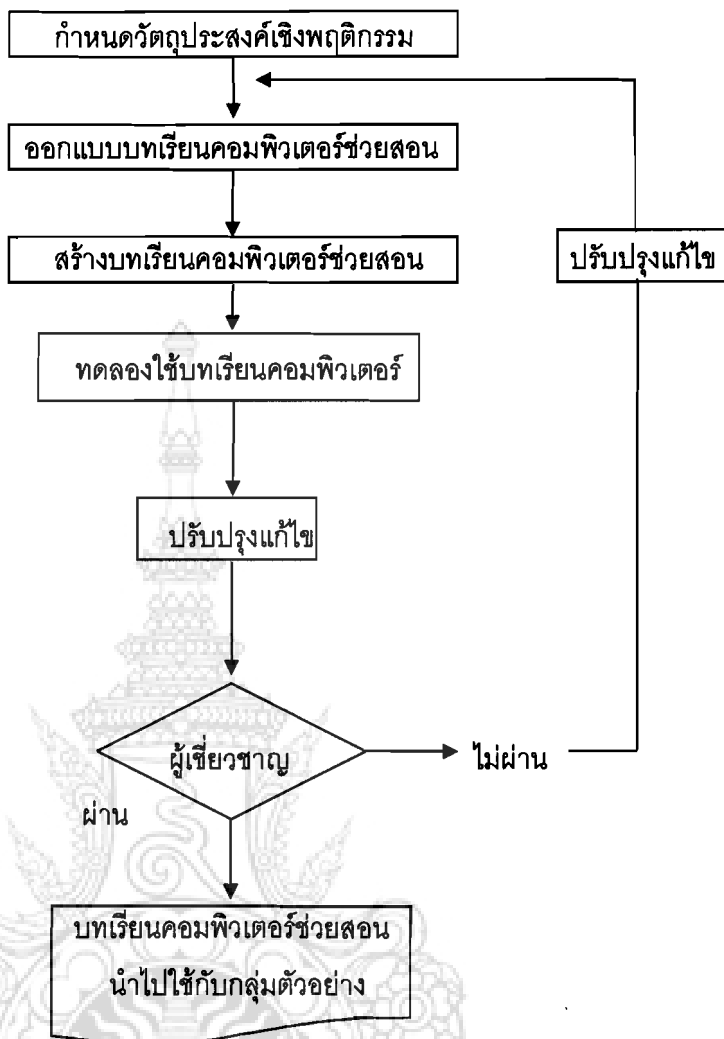 กำหนดวัตถุประสงค์เชิงพฤติกรรม
ออกแบบบทเรียนคอมพิวเตอร์ช่วยสอน
สร้างบทเรียนคอมพิวเตอร์ช่วยสอน
ปรับปรุงแก้ไข
ทดลองใช้บทเรียนคอมพิวเตอร์
ปรับปรุงแก้ไข
ผู้เชี่ยวชาญ
ไม่ผ่าน
ผ่าน
บทเรียนคอมพิวเตอร์ช่วยสอน
นำไปใช้กับกลุ่มตัวอย่าง